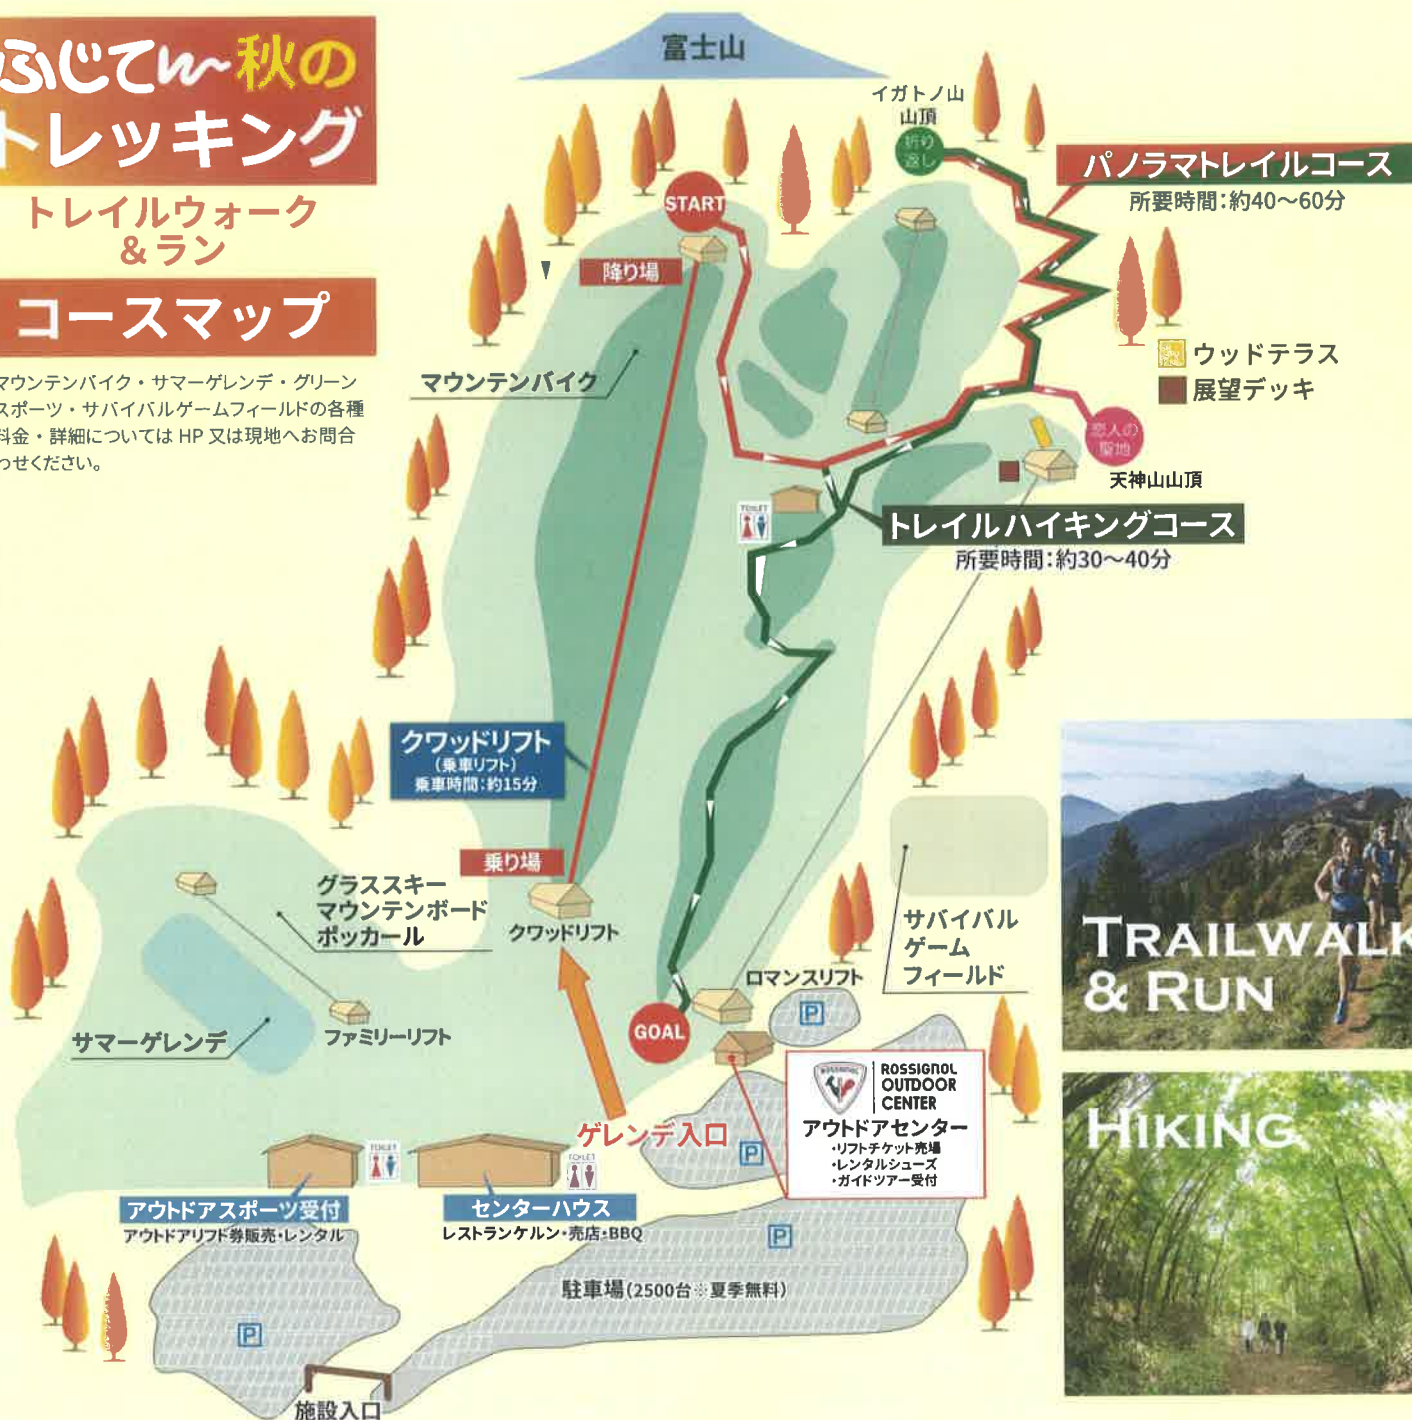 ふじてん〜秋の
トレッキング
トレイルウォーク
&ラン
コースマップ
マウンテンバイク・サマーゲレンデ・グリーン
スポーツ・サバイバルゲームフィールドの各種
料金・詳細については HP 又は現地へお問合
わせください。
富士山
イガトノ山
山頂
折り
返し
パノラマトレイルコース
所要時間:約40〜60分
START
降り場
マウンテンバイク
ウッドテラス
展望デッキ
恋人の
聖地
天神山山頂
TOILET
トレイルハイキングコース
所要時間:約30〜40分
クワッドリフト
(乗車リフト)
乗車時間:約15分
乗り場
クワッドリフト
グラススキー
マウンテンボード
ポッカール
サマーゲレンデ
ファミリーリフト
サバイバル
ゲーム
フィールド
ロマンスリフト
P
GOAL
TRAILWALK
& RUN
ROSSIGNOL
ROSSIGNOL
OUTDOOR
CENTER
アウトドアセンター
・リフトチケット売場
・レンタルシューズ
・ガイドツアー受付
HIKING
ゲレンデ入口
P
TOILET
TOILET
アウトドアスポーツ受付
アウトドアリフト券販売・レンタル
センターハウス
レストランケルン・売店・BBQ
P
駐車場(2500台※夏季無料)
P
施設入口